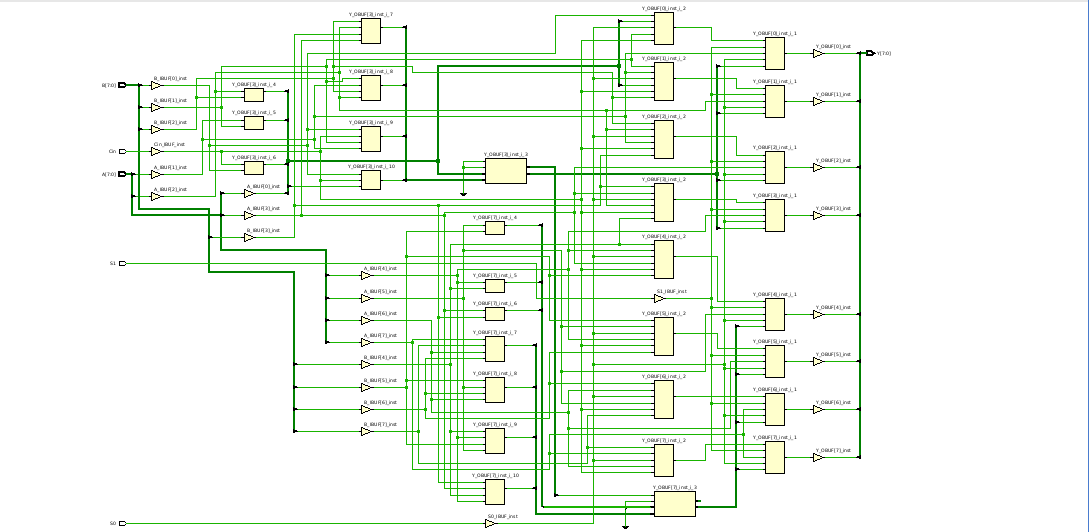 Y_OBUF[3]_inst_i_7
Y_OBUF[0]_inst_i_2
Y_OBUF[0]_inst_i_1
Y_OBUF[0]_inst
Y[7:0]
Y_OBUF[1]_inst_i_2
B_IBUF[0]_inst
Y_OBUF[3]_inst_i_4
Y_OBUF[3]_inst_i_8
Y_OBUF[1]_inst_i_1
B[7:0]
Y_OBUF[1]_inst
B_IBUF[1]_inst
Y_OBUF[3]_inst_i_5
Y_OBUF[3]_inst_i_9
Y_OBUF[2]_inst_i_2
B_IBUF[2]_inst
Cin_IBUF_inst
Cin
Y_OBUF[3]_inst_i_6
Y_OBUF[3]_inst_i_3
Y_OBUF[2]_inst_i_1
Y_OBUF[2]_inst
A_IBUF[1]_inst
Y_OBUF[3]_inst_i_10
A[7:0]
A_IBUF[2]_inst
A_IBUF[0]_inst
Y_OBUF[3]_inst_i_2
Y_OBUF[3]_inst_i_1
A_IBUF[3]_inst
Y_OBUF[7]_inst_i_4
Y_OBUF[3]_inst
B_IBUF[3]_inst
Y_OBUF[4]_inst_i_2
S1
A_IBUF[4]_inst
Y_OBUF[7]_inst_i_5
A_IBUF[5]_inst
S1_IBUF_inst
Y_OBUF[4]_inst_i_1
A_IBUF[6]_inst
Y_OBUF[7]_inst_i_6
Y_OBUF[5]_inst_i_2
Y_OBUF[4]_inst
A_IBUF[7]_inst
Y_OBUF[7]_inst_i_7
Y_OBUF[5]_inst_i_1
B_IBUF[4]_inst
Y_OBUF[5]_inst
B_IBUF[5]_inst
Y_OBUF[7]_inst_i_8
Y_OBUF[6]_inst_i_2
Y_OBUF[6]_inst_i_1
B_IBUF[6]_inst
Y_OBUF[6]_inst
B_IBUF[7]_inst
Y_OBUF[7]_inst_i_9
Y_OBUF[7]_inst_i_2
Y_OBUF[7]_inst_i_1
Y_OBUF[7]_inst
Y_OBUF[7]_inst_i_10
Y_OBUF[7]_inst_i_3
S0
S0_IBUF_inst